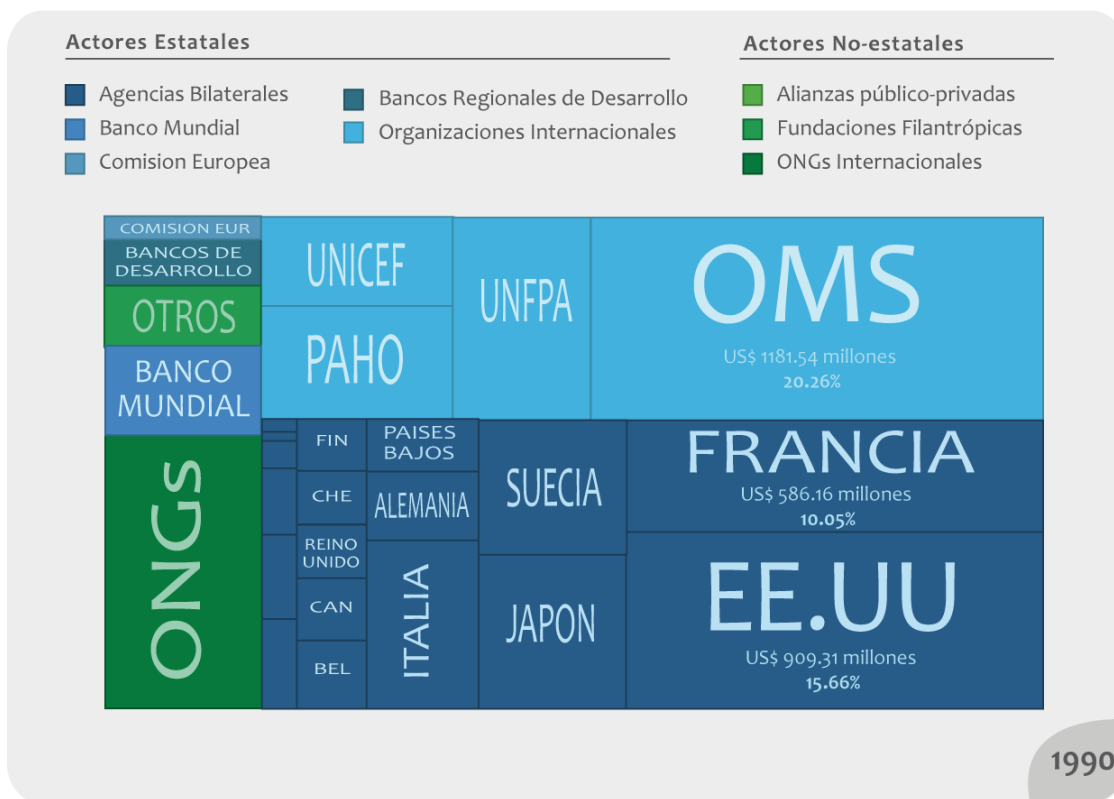 Actores Estatales
Actores No-estatales
Agencias Bilaterales
Banco Mundial
Comision Europea
Bancos Regionales de Desarrollo
Organizaciones Internacionales
Alianzas público-privadas
Fundaciones Filantrópicas
ONGs Internacionales
COMISION EUR
BANCOS DE
DESARROLLO
OTROS
BANCO
MUNDIAL
ONGs
UNICEF
PAHO
UNFPA
OMS
US$ 1181.54 millones
20.26%
FIN
CHE
REINO
UNIDO
CAN
BEL
PAISES
BAJOS
ALEMANIA
ITALIA
SUECIA
JAPON
FRANCIA
US$ 586.16 millones
10.05%
EE.UU
US$ 909.31 millones
15.66%
1990